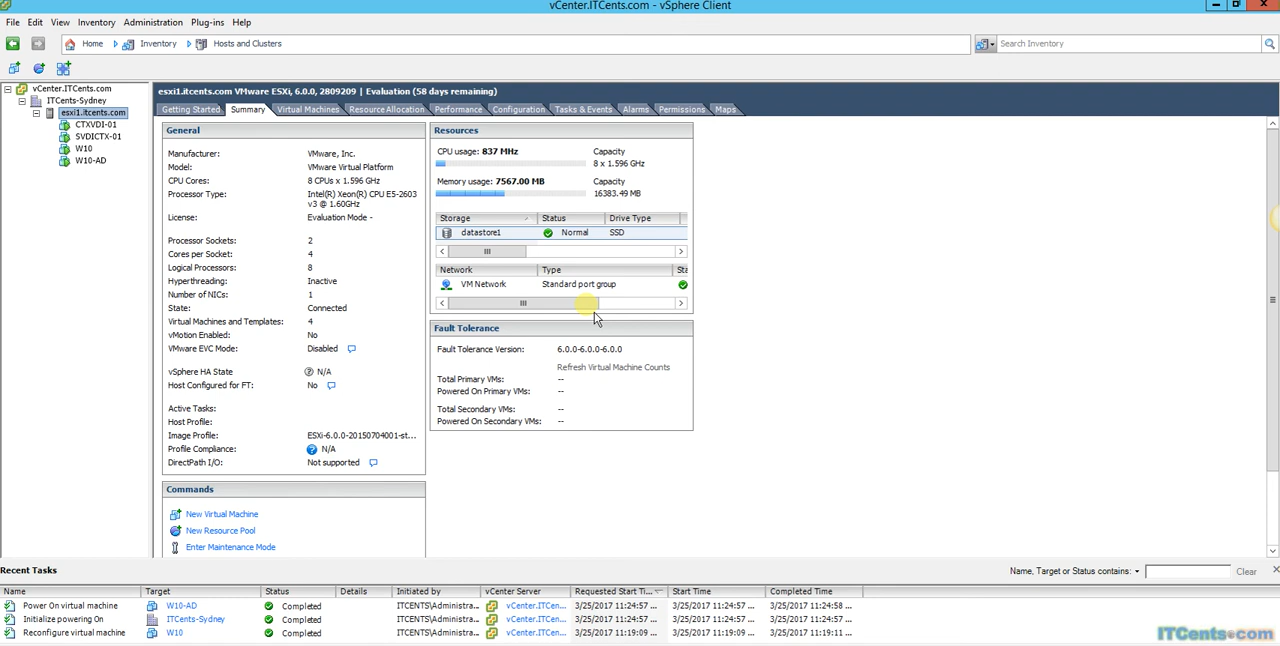 vCenter.ITCents.com - vSphere Client
File Edit View Inventory Administration Plug-ins Help
Home Inventory Hosts and Clusters Search Inventory
vCenter.ITCents.com
ITCents-Sydney
esxi1.itcents.com
CTXVDI-01
SVDICTX-01
W10
W10-AD
esxi1.itcents.com VMware ESXi, 6.0.0, 2809209 | Evaluation (58 days remaining)
Getting Started Summary Virtual Machines Resource Allocation Performance Configuration Tasks & Events Alarms Permissions Maps
General
Manufacturer: VMware, Inc.
Model: VMware Virtual Platform
CPU Cores: 8 CPUs x 1.596 GHz
Processor Type: Intel(R) Xeon(R) CPU E5-2603
v3 @ 1.60GHz
License: Evaluation Mode -
Processor Sockets: 2
Cores per Socket: 4
Logical Processors: 8
Hyperthreading: Inactive
Number of NICs: 1
State: Connected
Virtual Machines and Templates: 4
vMotion Enabled: No
VMware EVC Mode: Disabled
vSphere HA State N/A
Host Configured for FT: No
Active Tasks:
Host Profile:
Image Profile: ESXi-6.0.0-20150704001-st...
Profile Compliance: N/A
DirectPath I/O: Not supported
Commands
New Virtual Machine
New Resource Pool
Enter Maintenance Mode
Resources
CPU usage: 837 MHz Capacity
8 x 1.596 GHz
Memory usage: 7567.00 MB Capacity
16383.49 MB
Storage Status Drive Type
datastore1 Normal SSD
Network Type Sta
VM Network Standard port group
Fault Tolerance
Fault Tolerance Version: 6.0.0-6.0.0-6.0.0
Refresh Virtual Machine Counts
Total Primary VMs: --
Powered On Primary VMs: --
Total Secondary VMs: --
Powered On Secondary VMs: --
Recent Tasks Name, Target or Status contains: Clear
Name Target Status Details Initiated by vCenter Server Requested Start Ti... Start Time Completed Time
Power On virtual machine W10-AD Completed ITCENTS\Administra... vCenter.ITCen... 3/25/2017 11:24:57 ... 3/25/2017 11:24:57 ... 3/25/2017 11:24:58 ...
Initialize powering On ITCents-Sydney Completed ITCENTS\Administra... vCenter.ITCen... 3/25/2017 11:24:57 ... 3/25/2017 11:24:57 ... 3/25/2017 11:24:57 ...
Reconfigure virtual machine W10 Completed ITCENTS\Administra... vCenter.ITCen... 3/25/2017 11:19:09 ... 3/25/2017 11:19:09 ... 3/25/2017 11:19:11 ...
ITCents.com